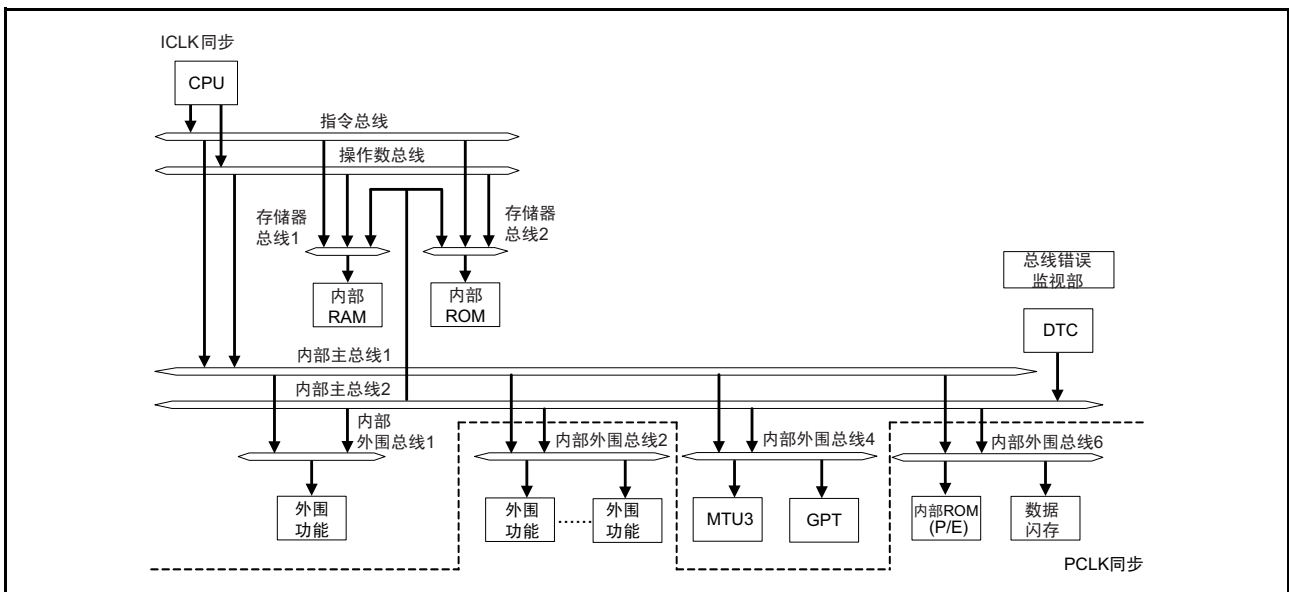 ICLK同步
CPU
指令总线
操作数总线
存储器
总线1
存储器
总线2
内部
RAM
内部
ROM
总线错误
监视部
DTC
内部主总线1
内部主总线2
内部
外围总线1
内部外围总线2
内部外围总线4
内部外围总线6
外围
功能
外围
功能
......
外围
功能
MTU3
GPT
内部ROM
(P/E)
数据
闪存
PCLK同步